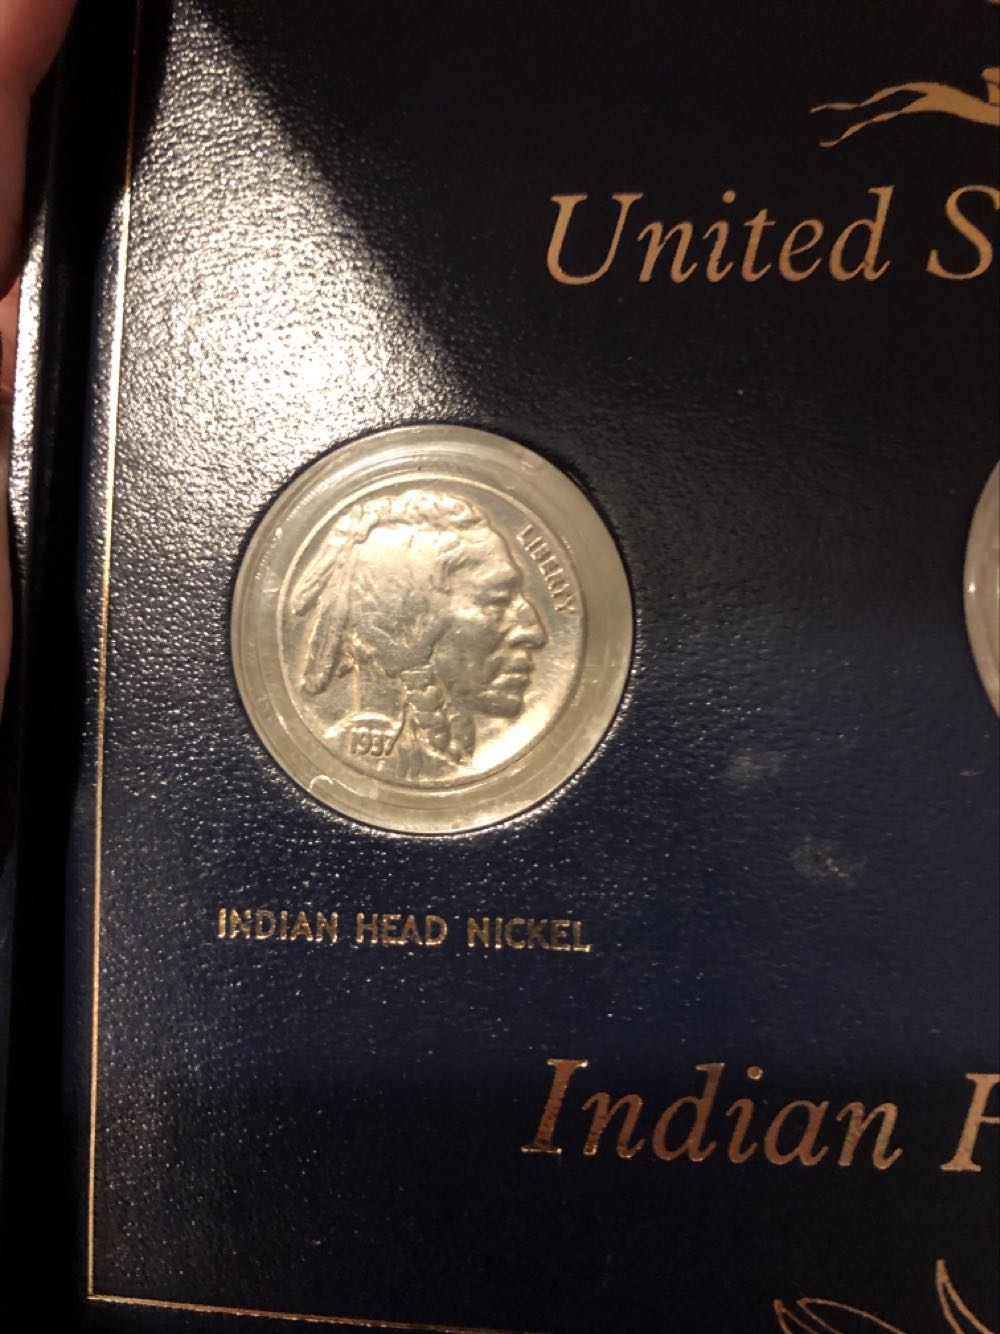 United S
LIBERTY
1937
INDIAN HEAD NICKEL
Indian H